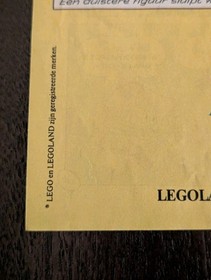 Een duistere figuur sluipt
* LEGO en LEGOLAND zijn geregistreerde merken.
LEGOLA